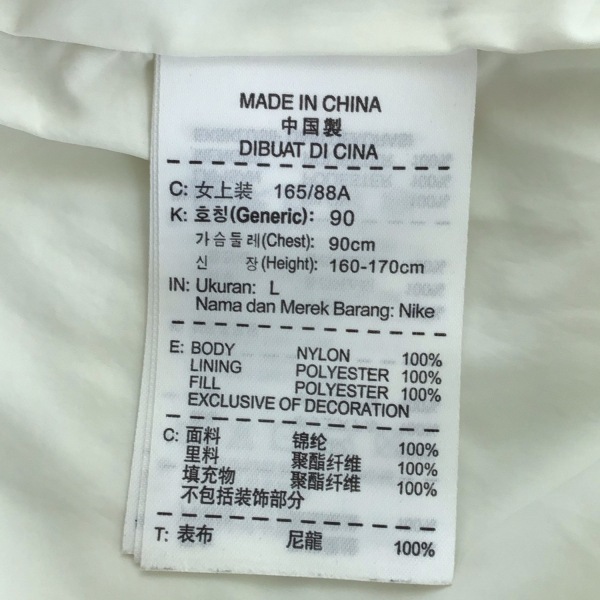 MADE IN CHINA
中国製
DIBUAT DI CINA
C: 女上装 165/88A
K: 호칭(Generic): 90
가슴둘레(Chest): 90cm
신 장(Height): 160-170cm
IN: Ukuran: L
Nama dan Merek Barang: Nike
E: BODY NYLON 100%
LINING POLYESTER 100%
FILL POLYESTER 100%
EXCLUSIVE OF DECORATION
C: 面料 锦纶 100%
里料 聚酯纤维 100%
填充物 聚酯纤维 100%
不包括装饰部分
T: 表布 尼龍 100%